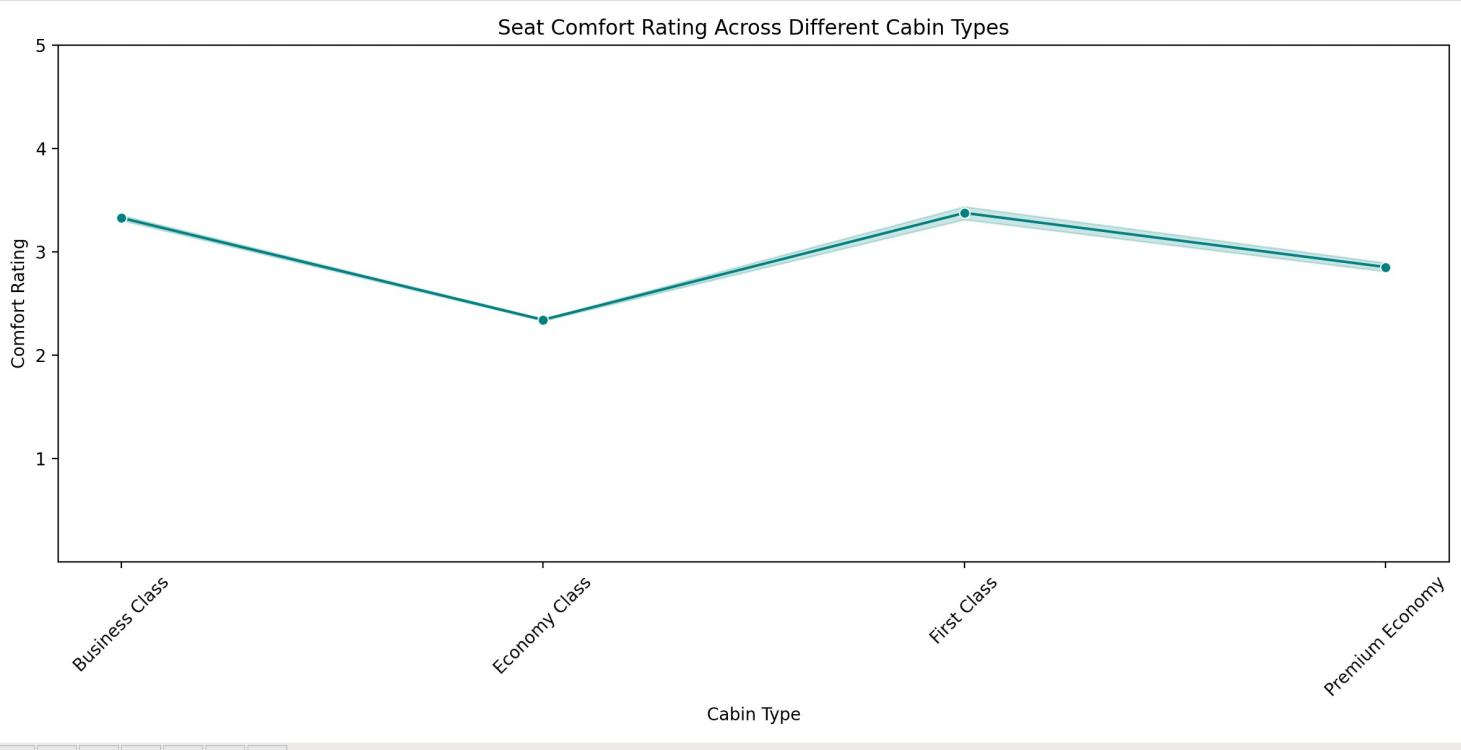 Seat Comfort Rating Across Different Cabin Types
5
4
3
2
1
Comfort Rating
Business Class
Economy Class
First Class
Premium Economy
Cabin Type